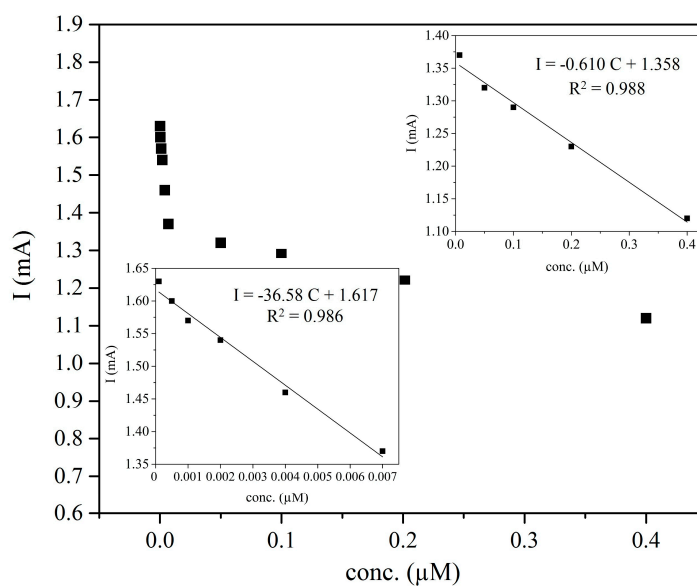 1.9
1.8
1.7
1.6
1.5
1.4
1.3
1.2
1.1
1.0
0.9
0.8
0.7
0.6
I (mA)
0.0 0.1 0.2 0.3 0.4
conc. (µM)
1.40
1.35
1.30
1.25
1.20
1.15
1.10
I (mA)
I = -0.610 C + 1.358
R² = 0.988
0.0 0.1 0.2 0.3 0.4
conc. (µM)
1.65
1.60
1.55
1.50
1.45
1.40
1.35
I (mA)
I = -36.58 C + 1.617
R² = 0.986
0 0.001 0.002 0.003 0.004 0.005 0.006 0.007
conc. (µM)